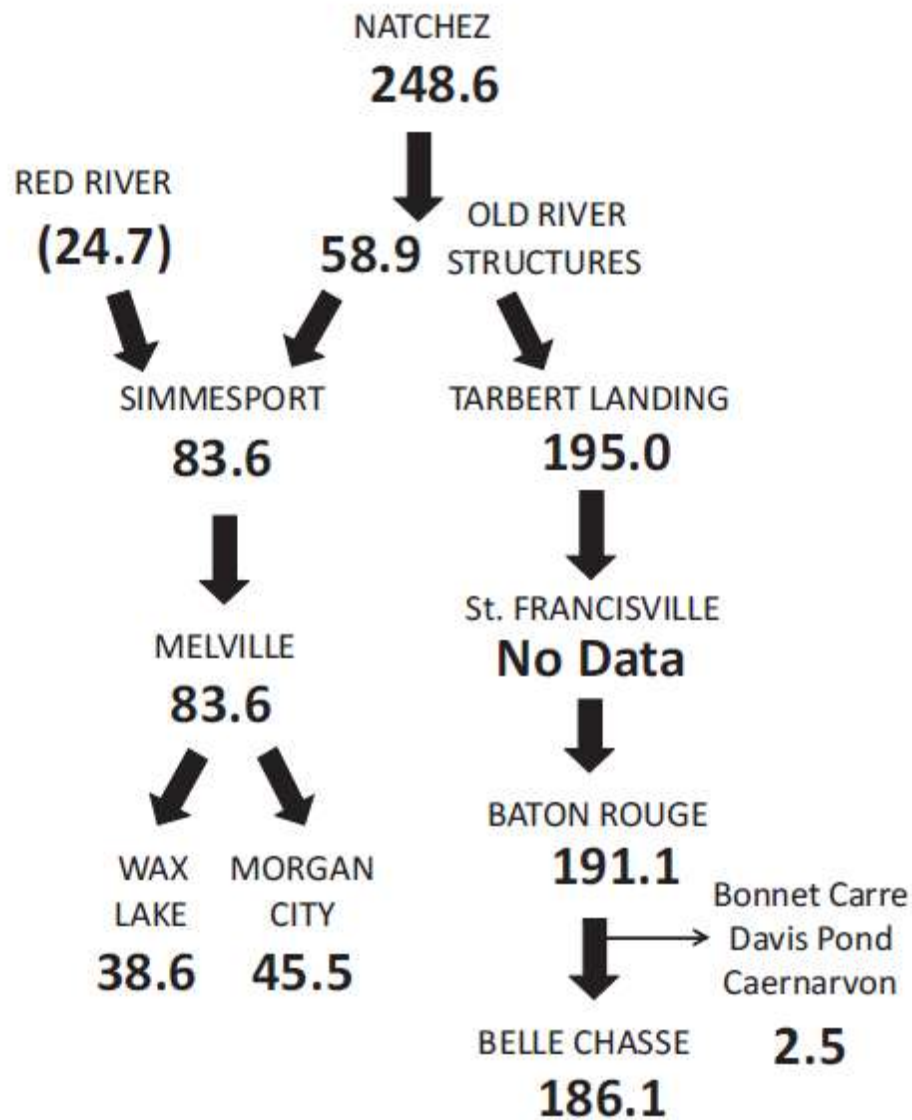 NATCHEZ
248.6
RED RIVER
(24.7)
58.9
OLD RIVER
STRUCTURES
SIMMESPORT
83.6
TARBERT LANDING
195.0
St. FRANCISVILLE
No Data
MELVILLE
83.6
BATON ROUGE
191.1
WAX
LAKE
38.6
MORGAN
CITY
45.5
Bonnet Carre
Davis Pond
Caernarvon
2.5
BELLE CHASSE
186.1